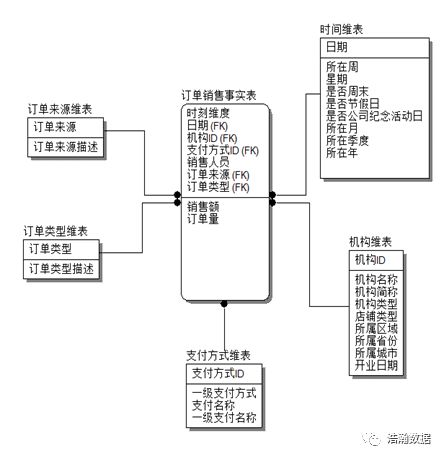 时间维表
日期
所在周
星期
是否周末
是否节假日
是否公司纪念活动日
所在月
所在季度
所在年
订单来源维表
订单来源
订单来源描述
订单销售事实表
时刻维度
日期 (FK)
机构ID (FK)
支付方式ID (FK)
销售人员
订单来源 (FK)
订单类型 (FK)
销售额
订单量
订单类型维表
订单类型
订单类型描述
机构维表
机构ID
机构名称
机构简称
机构类型
店铺类型
所属区域
所属省份
所属城市
开业日期
支付方式维表
支付方式ID
一级支付方式
支付名称
一级支付名称
浩瀚数据